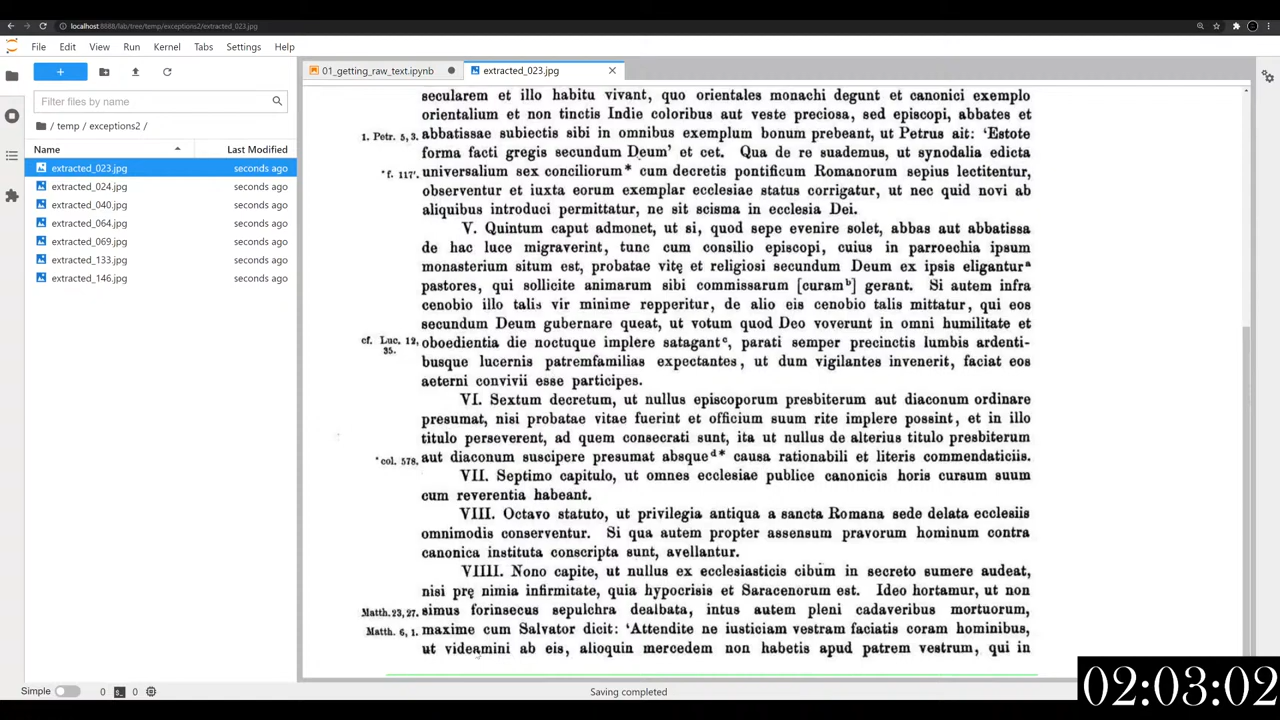 localhost:8888/lab/tree/temp/exceptions2/extracted_023.jpg
File Edit View Run Kernel Tabs Settings Help
+
Filter files by name
/ temp / exceptions2 /
Name Last Modified
extracted_023.jpg seconds ago
extracted_024.jpg seconds ago
extracted_040.jpg seconds ago
extracted_064.jpg seconds ago
extracted_069.jpg seconds ago
extracted_133.jpg seconds ago
extracted_146.jpg seconds ago
01_getting_raw_text.ipynb extracted_023.jpg
secularem et illo habitu vivant, quo orientales monachi degunt et canonici exemplo
orientalium et non tinctis Indie coloribus aut veste preciosa, sed episcopi, abbates et
1. Petr. 5, 3. abbatissae subiectis sibi in omnibus exemplum bonum prebeant, ut Petrus ait: 'Estote
forma facti gregis secundum Deum' et cet. Qua de re suademus, ut synodalia edicta
*f. 117'. universalium sex conciliorum* cum decretis pontificum Romanorum sepius lectitentur,
observentur et iuxta eorum exemplar ecclesiae status corrigatur, ut nec quid novi ab
aliquibus introduci permittatur, ne sit scisma in ecclesia Dei.
V. Quintum caput admonet, ut si, quod sepe evenire solet, abbas aut abbatissa
de hac luce migraverint, tunc cum consilio episcopi, cuius in parroechia ipsum
monasterium situm est, probatae vitę et religiosi secundum Deum ex ipsis eliganturᵃ
pastores, qui sollicite animarum sibi commissarum [curamᵇ] gerant. Si autem infra
cenobio illo talis vir minime repperitur, de alio eis cenobio talis mittatur, qui eos
secundum Deum gubernare queat, ut votum quod Deo voverunt in omni humilitate et
cf. Luc. 12, 35. oboedientia die noctuque implere satagantᶜ, parati semper precinctis lumbis ardenti-
busque lucernis patremfamilias expectantes, ut dum vigilantes invenerit, faciat eos
aeterni convivii esse participes.
VI. Sextum decretum, ut nullus episcoporum presbiterum aut diaconum ordinare
presumat, nisi probatae vitae fuerint et officium suum rite implere possint, et in illo
titulo perseverent, ad quem consecrati sunt, ita ut nullus de alterius titulo presbiterum
*col. 578. aut diaconum suscipere presumat absqueᵈ* causa rationabili et literis commendaticiis.
VII. Septimo capitulo, ut omnes ecclesiae publice canonicis horis cursum suum
cum reverentia habeant.
VIII. Octavo statuto, ut privilegia antiqua a sancta Romana sede delata ecclesiis
omnimodis conserventur. Si qua autem propter assensum pravorum hominum contra
canonica instituta conscripta sunt, avellantur.
VIIII. Nono capite, ut nullus ex ecclesiasticis cibum in secreto sumere audeat,
nisi prę nimia infirmitate, quia hypocrisis et Saracenorum est. Ideo hortamur, ut non
Matth. 23, 27. simus forinsecus sepulchra dealbata, intus autem pleni cadaveribus mortuorum,
Matth. 6, 1. maxime cum Salvator dicit: 'Attendite ne iusticiam vestram faciatis coram hominibus,
ut videamini ab eis, alioquin mercedem non habetis apud patrem vestrum, qui in
Simple 0 0 Saving completed
02:03:02